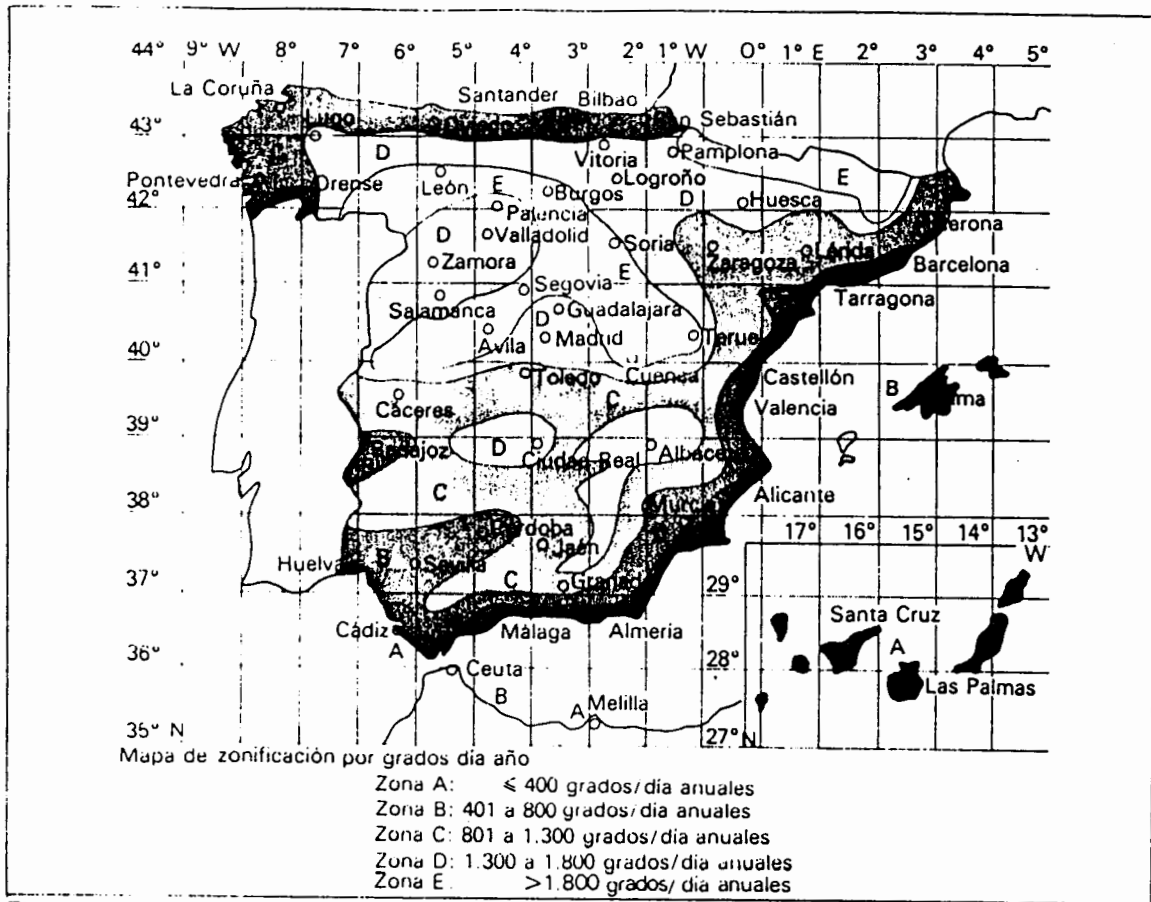 44° 9° W 8° 7° 6° 5° 4° 3° 2° 1° W 0° 1° E 2° 3° 4° 5°
La Coruña
Santander Bilbao
43° Lugo Oviedo San Sebastián
D Vitoria Pamplona
León E Burgos Logroño D Huesca E
Pontevedra Orense
42° Palencia
D Valladolid Soria Zaragoza Lérida Gerona
41° Zamora E Barcelona
Segovia Tarragona
Salamanca Guadalajara
D
Avila Madrid Teruel
40°
Toledo Cuenca Castellón B Palma
Cáceres C Valencia
39°
Badajoz D Ciudad Real Albacete
C Alicante
38° Murcia 17° 16° 15° 14° 13°
Córdoba W
Jaén
Huelva B Sevilla
37° C Granada 29°
Santa Cruz
Cádiz Málaga Almería
A A
36° Ceuta 28°
Las Palmas
B A Melilla
35° N 27° N
Mapa de zonificación por grados día año
Zona A: ≤ 400 grados/día anuales
Zona B: 401 a 800 grados/día anuales
Zona C: 801 a 1.300 grados/día anuales
Zona D: 1.300 a 1.800 grados/día anuales
Zona E. >1.800 grados/día anuales